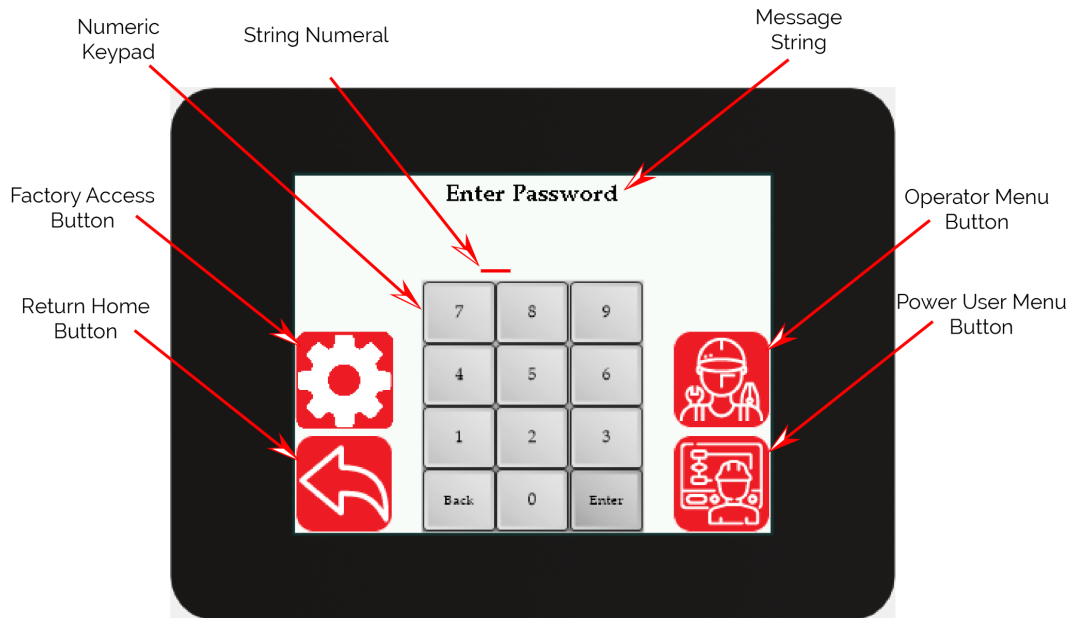 Numeric
Keypad
String Numeral
Message
String
Factory Access
Button
Enter Password
Operator Menu
Button
Return Home
Button
Power User Menu
Button
7 8 9
4 5 6
1 2 3
Back 0 Enter